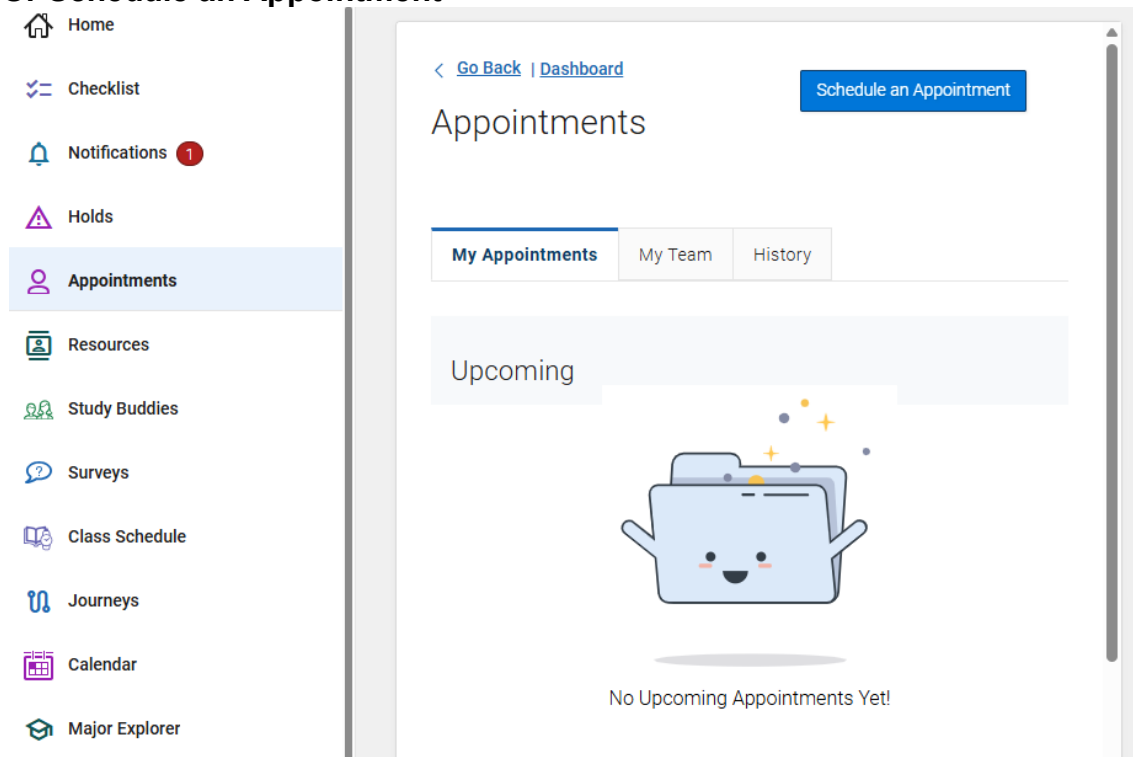 Home
Checklist
Notifications 1
Holds
Appointments
Resources
Study Buddies
Surveys
Class Schedule
Journeys
Calendar
Major Explorer
< Go Back | Dashboard
Schedule an Appointment
Appointments
My Appointments My Team History
Upcoming
No Upcoming Appointments Yet!